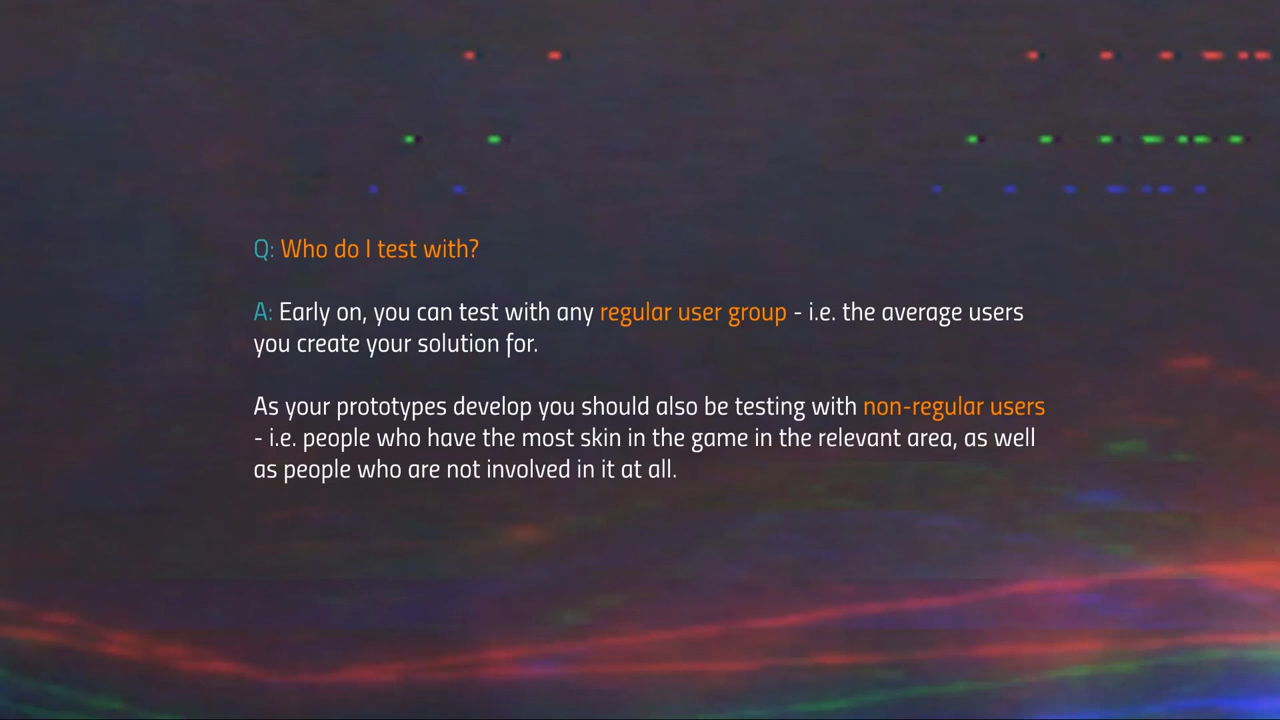 Q: Who do I test with?
A: Early on, you can test with any regular user group - i.e. the average users
you create your solution for.
As your prototypes develop you should also be testing with non-regular users
- i.e. people who have the most skin in the game in the relevant area, as well
as people who are not involved in it at all.